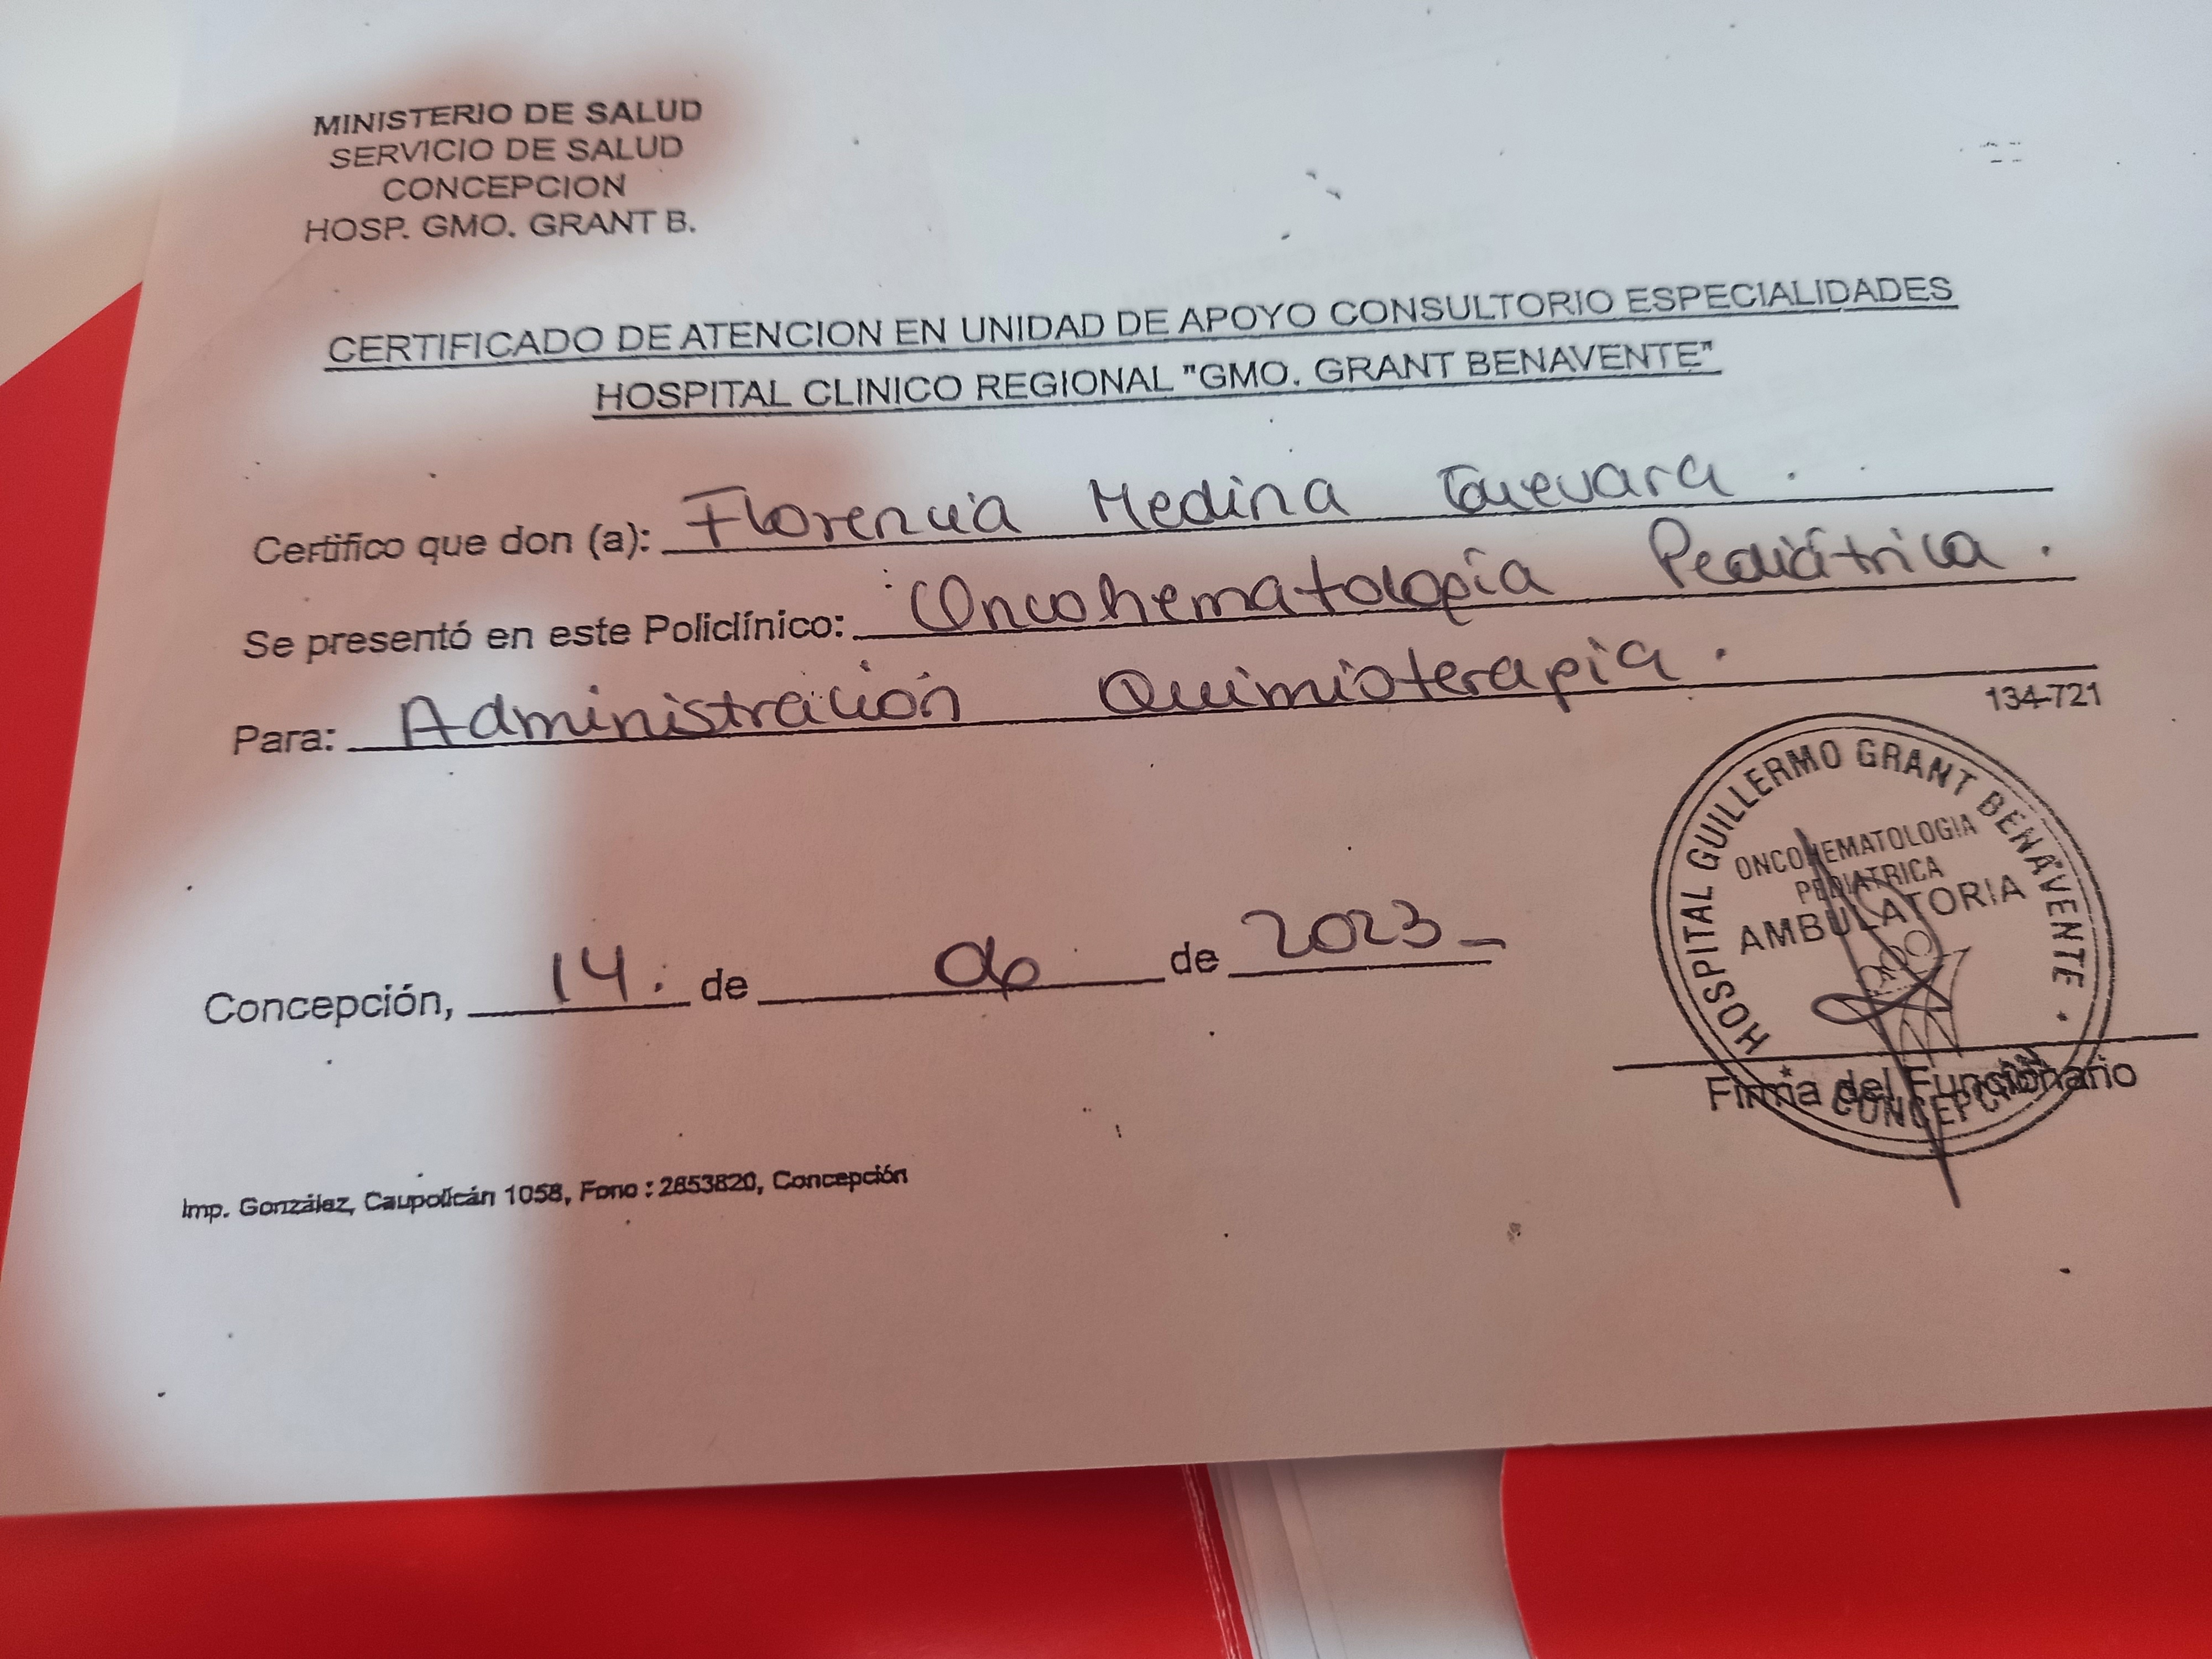 MINISTERIO DE SALUD
SERVICIO DE SALUD
CONCEPCION
HOSP. GMO. GRANT B.
CERTIFICADO DE ATENCION EN UNIDAD DE APOYO CONSULTORIO ESPECIALIDADES
HOSPITAL CLINICO REGIONAL "GMO. GRANT BENAVENTE"
Certifico que don (a): Florencia Medina Guevara.
Se presentó en este Policlínico: Oncohematología Pediátrica.
Para: Administración Quimioterapia.
134-721
HOSPITAL GUILLERMO GRANT BENAVENTE
ONCOHEMATOLOGIA
PEDIATRICA
AMBULATORIA
Concepción, 14. de 06 de 2023
Firma del Funcionario
CONCEPCION
Imp. González, Caupolicán 1058, Fono : 2853820, Concepción